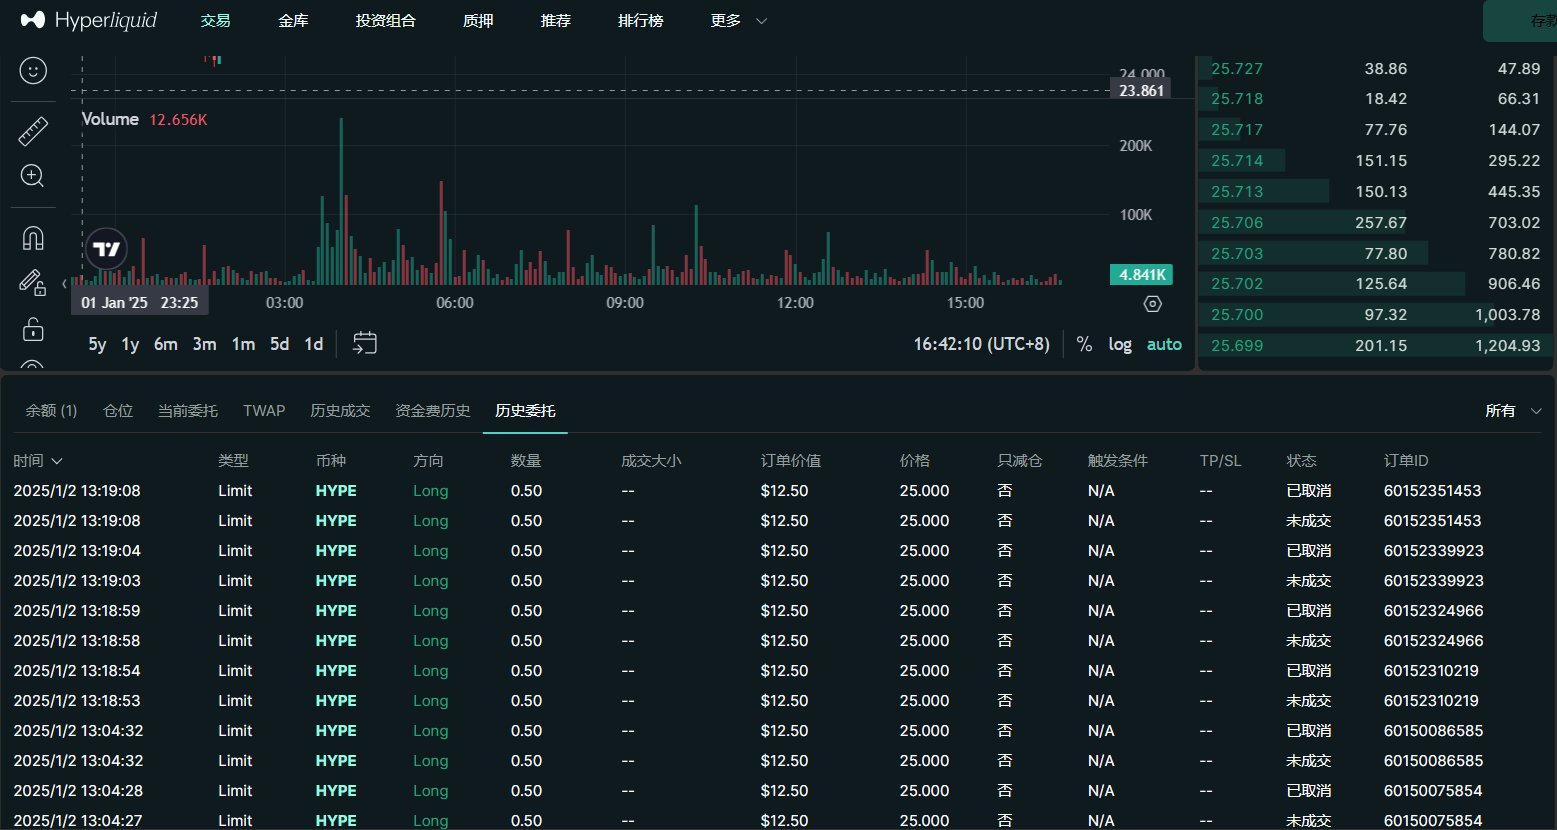 Hyperliquid 交易 金库 投资组合 质押 推荐 排行榜 更多 存款
24.000
23.861
Volume 12.656K
200K
100K
4.841K
01 Jan '25 23:25 03:00 06:00 09:00 12:00 15:00
5y 1y 6m 3m 1m 5d 1d 16:42:10 (UTC+8) % log auto
25.727 38.86 47.89
25.718 18.42 66.31
25.717 77.76 144.07
25.714 151.15 295.22
25.713 150.13 445.35
25.706 257.67 703.02
25.703 77.80 780.82
25.702 125.64 906.46
25.700 97.32 1,003.78
25.699 201.15 1,204.93
余额 (1) 仓位 当前委托 TWAP 历史成交 资金费历史 历史委托 所有
时间 类型 币种 方向 数量 成交大小 订单价值 价格 只减仓 触发条件 TP/SL 状态 订单ID
2025/1/2 13:19:08 Limit HYPE Long 0.50 -- $12.50 25.000 否 N/A -- 已取消 60152351453
2025/1/2 13:19:08 Limit HYPE Long 0.50 -- $12.50 25.000 否 N/A -- 未成交 60152351453
2025/1/2 13:19:04 Limit HYPE Long 0.50 -- $12.50 25.000 否 N/A -- 已取消 60152339923
2025/1/2 13:19:03 Limit HYPE Long 0.50 -- $12.50 25.000 否 N/A -- 未成交 60152339923
2025/1/2 13:18:59 Limit HYPE Long 0.50 -- $12.50 25.000 否 N/A -- 已取消 60152324966
2025/1/2 13:18:58 Limit HYPE Long 0.50 -- $12.50 25.000 否 N/A -- 未成交 60152324966
2025/1/2 13:18:54 Limit HYPE Long 0.50 -- $12.50 25.000 否 N/A -- 已取消 60152310219
2025/1/2 13:18:53 Limit HYPE Long 0.50 -- $12.50 25.000 否 N/A -- 未成交 60152310219
2025/1/2 13:04:32 Limit HYPE Long 0.50 -- $12.50 25.000 否 N/A -- 已取消 60150086585
2025/1/2 13:04:32 Limit HYPE Long 0.50 -- $12.50 25.000 否 N/A -- 未成交 60150086585
2025/1/2 13:04:28 Limit HYPE Long 0.50 -- $12.50 25.000 否 N/A -- 已取消 60150075854
2025/1/2 13:04:27 Limit HYPE Long 0.50 -- $12.50 25.000 否 N/A -- 未成交 60150075854